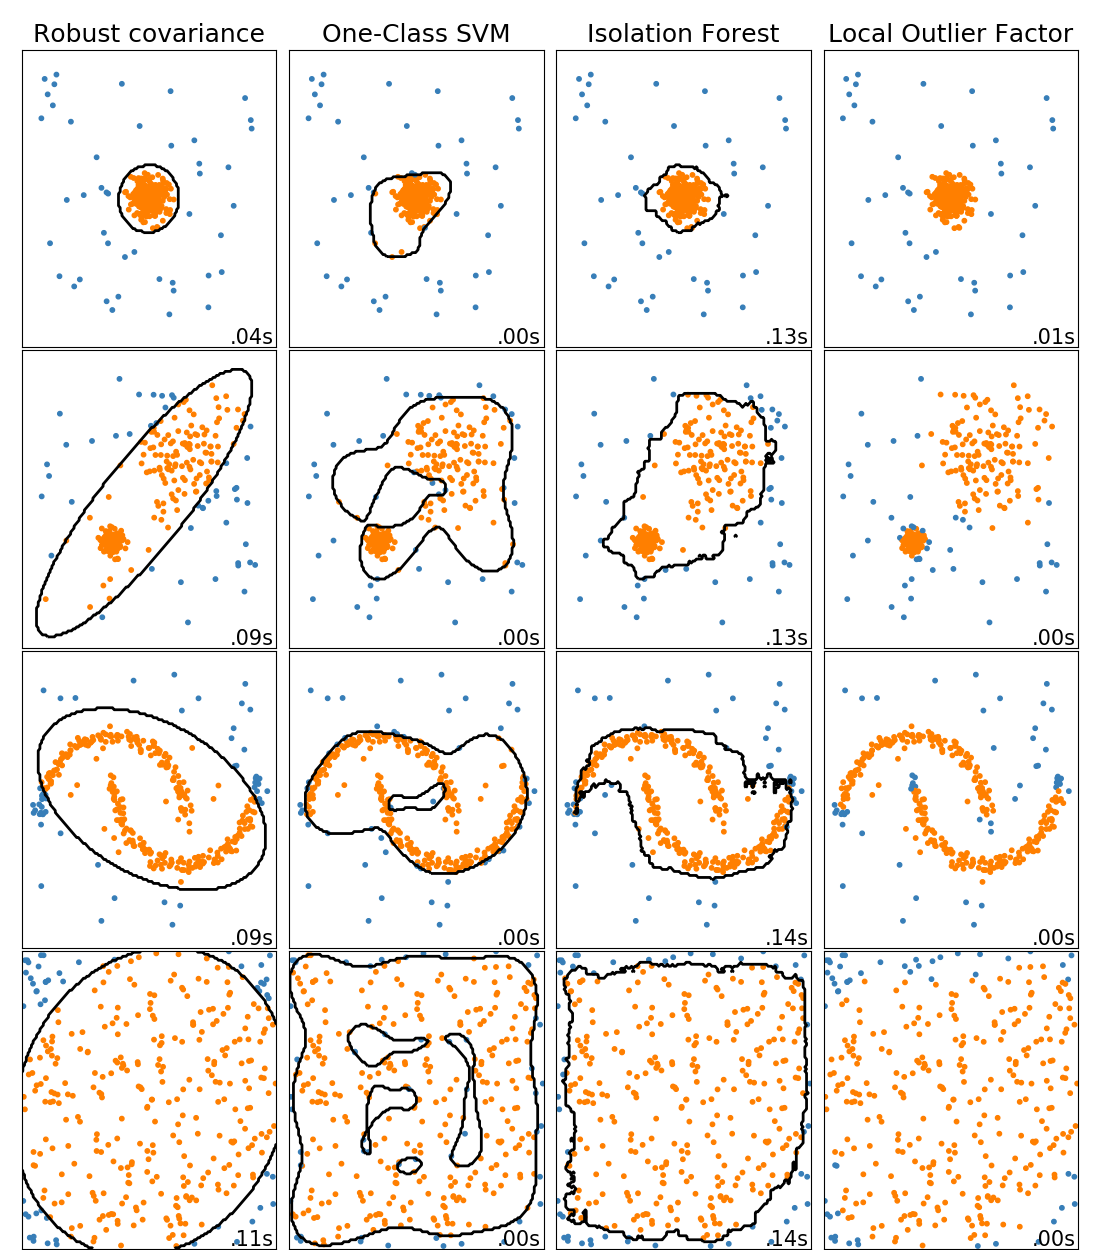 Robust covariance One-Class SVM Isolation Forest Local Outlier Factor
.04s .00s .13s .01s
.09s .00s .13s .00s
.09s .00s .14s .00s
.11s .00s .14s .00s